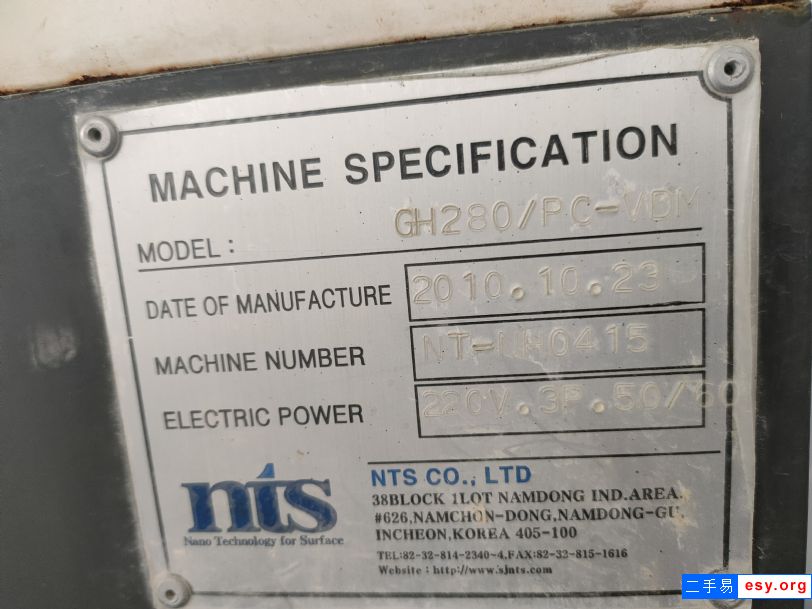 MACHINE SPECIFICATION
MODEL : GH280/PC-VDM
DATE OF MANUFACTURE 2010.10.23
MACHINE NUMBER
ELECTRIC POWER 220V.3P.50/60
nts
Nano Technology for Surface
NTS CO., LTD
38BLOCK 1LOT NAMDONG IND.AREA.
#626,NAMCHON-DONG,NAMDONG-GU,
INCHEON,KOREA 405-100
TEL:82-32-814-2340~4,FAX:82-32-815-1616
Website : http://www.sjnts.com
二手易 esy.org